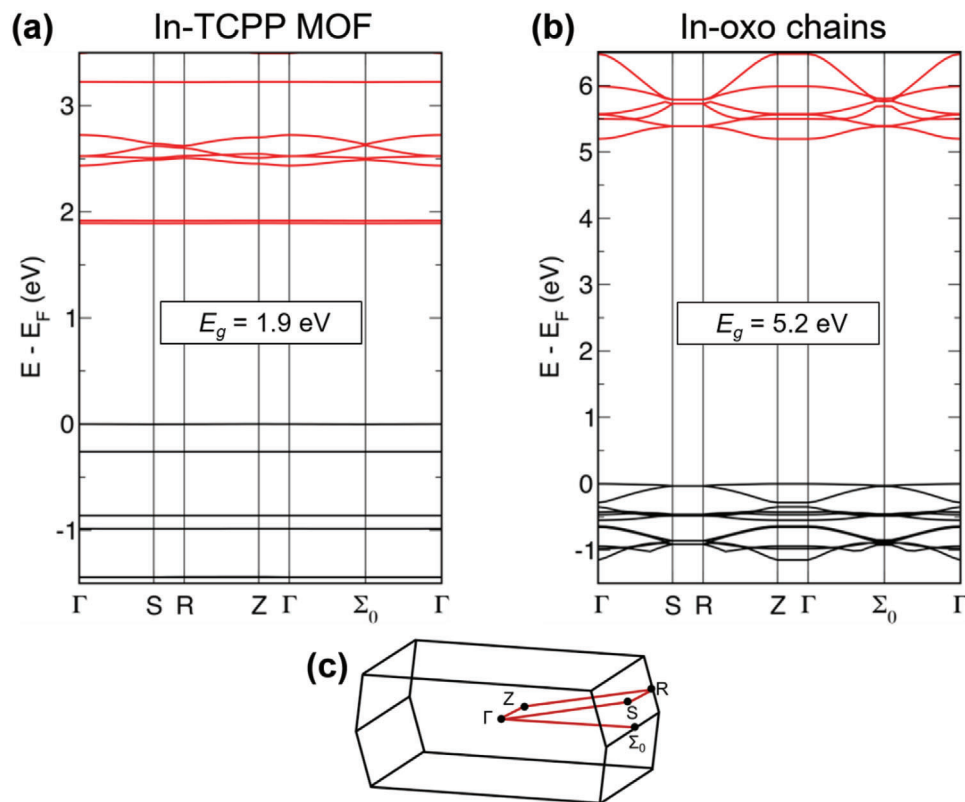 (a) In-TCPP MOF
E - E_F (eV)
3
2
1
0
-1
E_g = 1.9 eV
Γ S R Z Γ Σ_0 Γ
(b) In-oxo chains
E - E_F (eV)
6
5
4
3
2
1
0
-1
E_g = 5.2 eV
Γ S R Z Γ Σ_0 Γ
(c)
R
Z
S
Γ
Σ_0